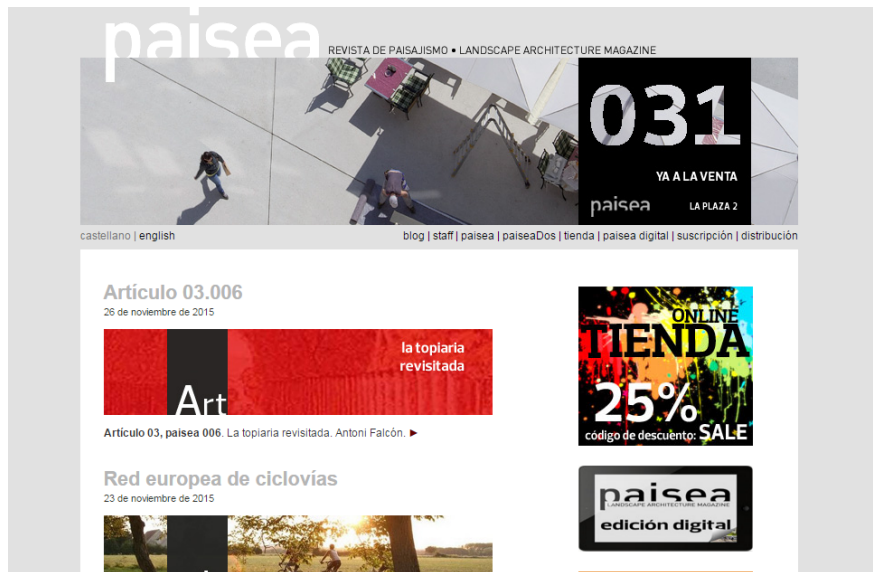 paisea
REVISTA DE PAISAJISMO • LANDSCAPE ARCHITECTURE MAGAZINE
031
YA A LA VENTA
paisea LA PLAZA 2
castellano | english
blog | staff | paisea | paiseaDos | tienda | paisea digital | suscripción | distribución
Artículo 03.006
26 de noviembre de 2015
la topiaria
revisitada
Art
Artículo 03, paisea 006. La topiaria revisitada. Antoni Falcón. ►
Red europea de ciclovías
23 de noviembre de 2015
ONLINE
TIENDA
25%
código de descuento: SALE
paisea
LANDSCAPE ARCHITECTURE MAGAZINE
edición digital